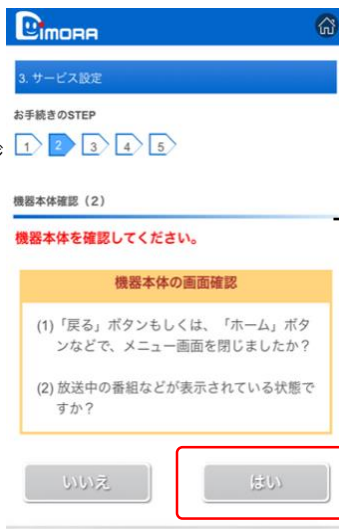 DiMORA
3. サービス設定
お手続きのSTEP
1 2 3 4 5
機器本体確認（2）
機器本体を確認してください。
機器本体の画面確認
(1)「戻る」ボタンもしくは、「ホーム」ボタ
ンなどで、メニュー画面を閉じましたか？
(2) 放送中の番組などが表示されている状態で
すか？
いいえ
はい